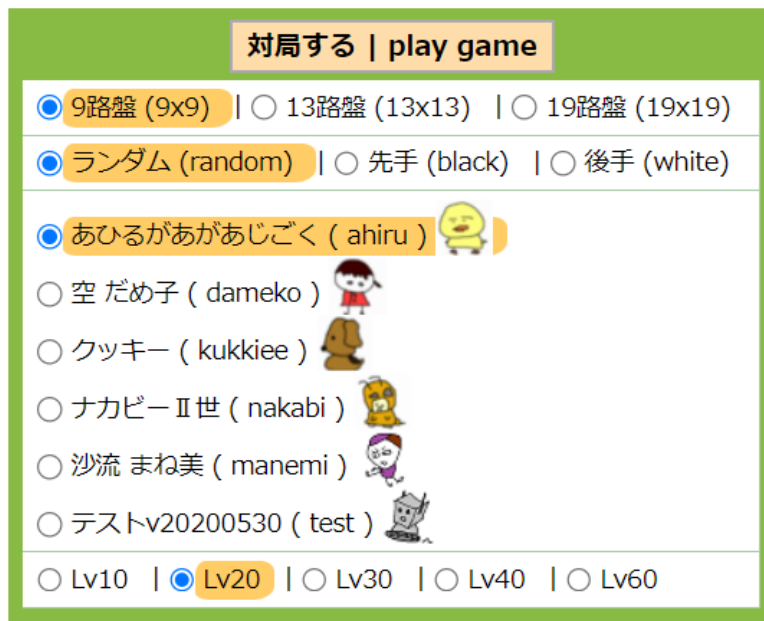 対局する | play game
9路盤 (9x9) | 13路盤 (13x13) | 19路盤 (19x19)
ランダム (random) | 先手 (black) | 後手 (white)
あひるがあがあじごく ( ahiru )
空 だめ子 ( dameko )
クッキー ( kukkiee )
ナカビーⅡ世 ( nakabi )
沙流 まね美 ( manemi )
テストv20200530 ( test )
Lv10 | Lv20 | Lv30 | Lv40 | Lv60